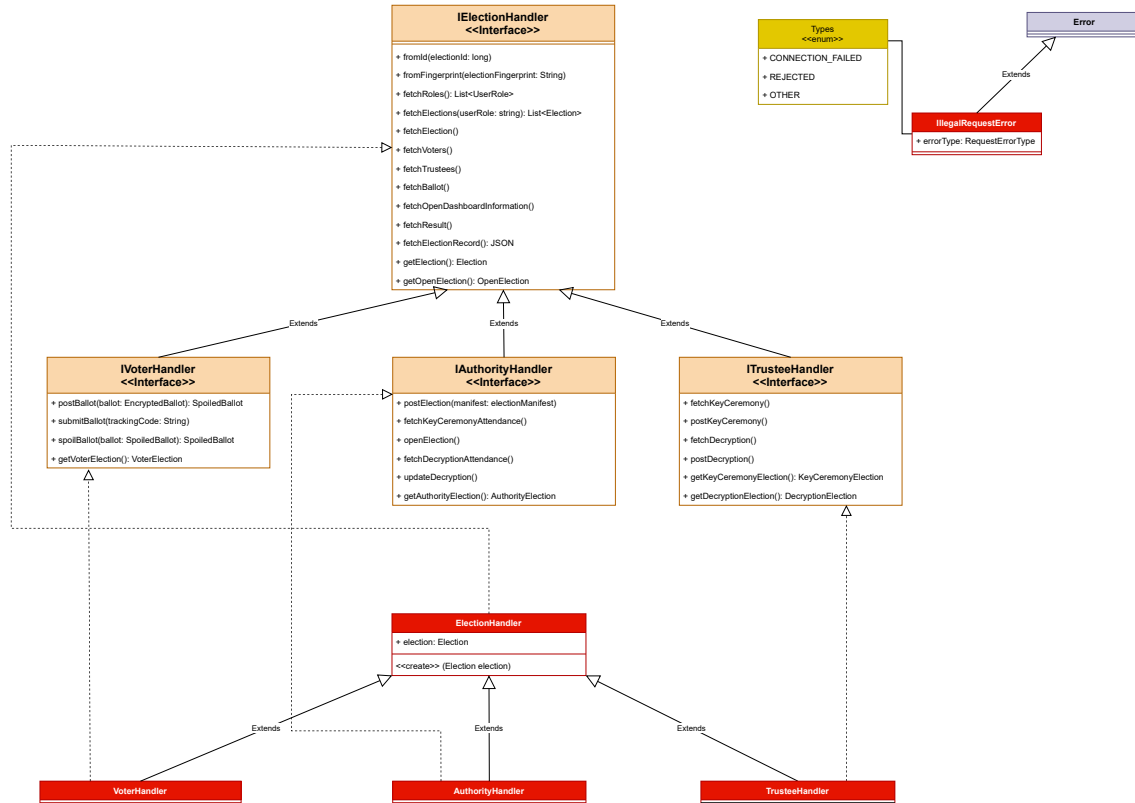 IElectionHandler
<<Interface>>
+ fromId(electionId: long)
+ fromFingerprint(electionFingerprint: String)
+ fetchRoles(): List<UserRole>
+ fetchElections(userRole: string): List<Election>
+ fetchElection()
+ fetchVoters()
+ fetchTrustees()
+ fetchBallot()
+ fetchOpenDashboardInformation()
+ fetchResult()
+ fetchElectionRecord(): JSON
+ getElection(): Election
+ getOpenElection(): OpenElection
Types
<<enum>>
+ CONNECTION_FAILED
+ REJECTED
+ OTHER
Error
Extends
IllegalRequestError
+ errorType: RequestErrorType
Extends
Extends
Extends
IVoterHandler
<<Interface>>
+ postBallot(ballot: EncryptedBallot): SpoiledBallot
+ submitBallot(trackingCode: String)
+ spoilBallot(ballot: SpoiledBallot): SpoiledBallot
+ getVoterElection(): VoterElection
IAuthorityHandler
<<Interface>>
+ postElection(manifest: electionManifest)
+ fetchKeyCeremonyAttendance()
+ openElection()
+ fetchDecryptionAttendance()
+ updateDecryption()
+ getAuthorityElection(): AuthorityElection
ITrusteeHandler
<<Interface>>
+ fetchKeyCeremony()
+ postKeyCeremony()
+ fetchDecryption()
+ postDecryption()
+ getKeyCeremonyElection(): KeyCeremonyElection
+ getDecryptionElection(): DecryptionElection
ElectionHandler
+ election: Election
<<create>> (Election election)
Extends
Extends
Extends
VoterHandler
AuthorityHandler
TrusteeHandler